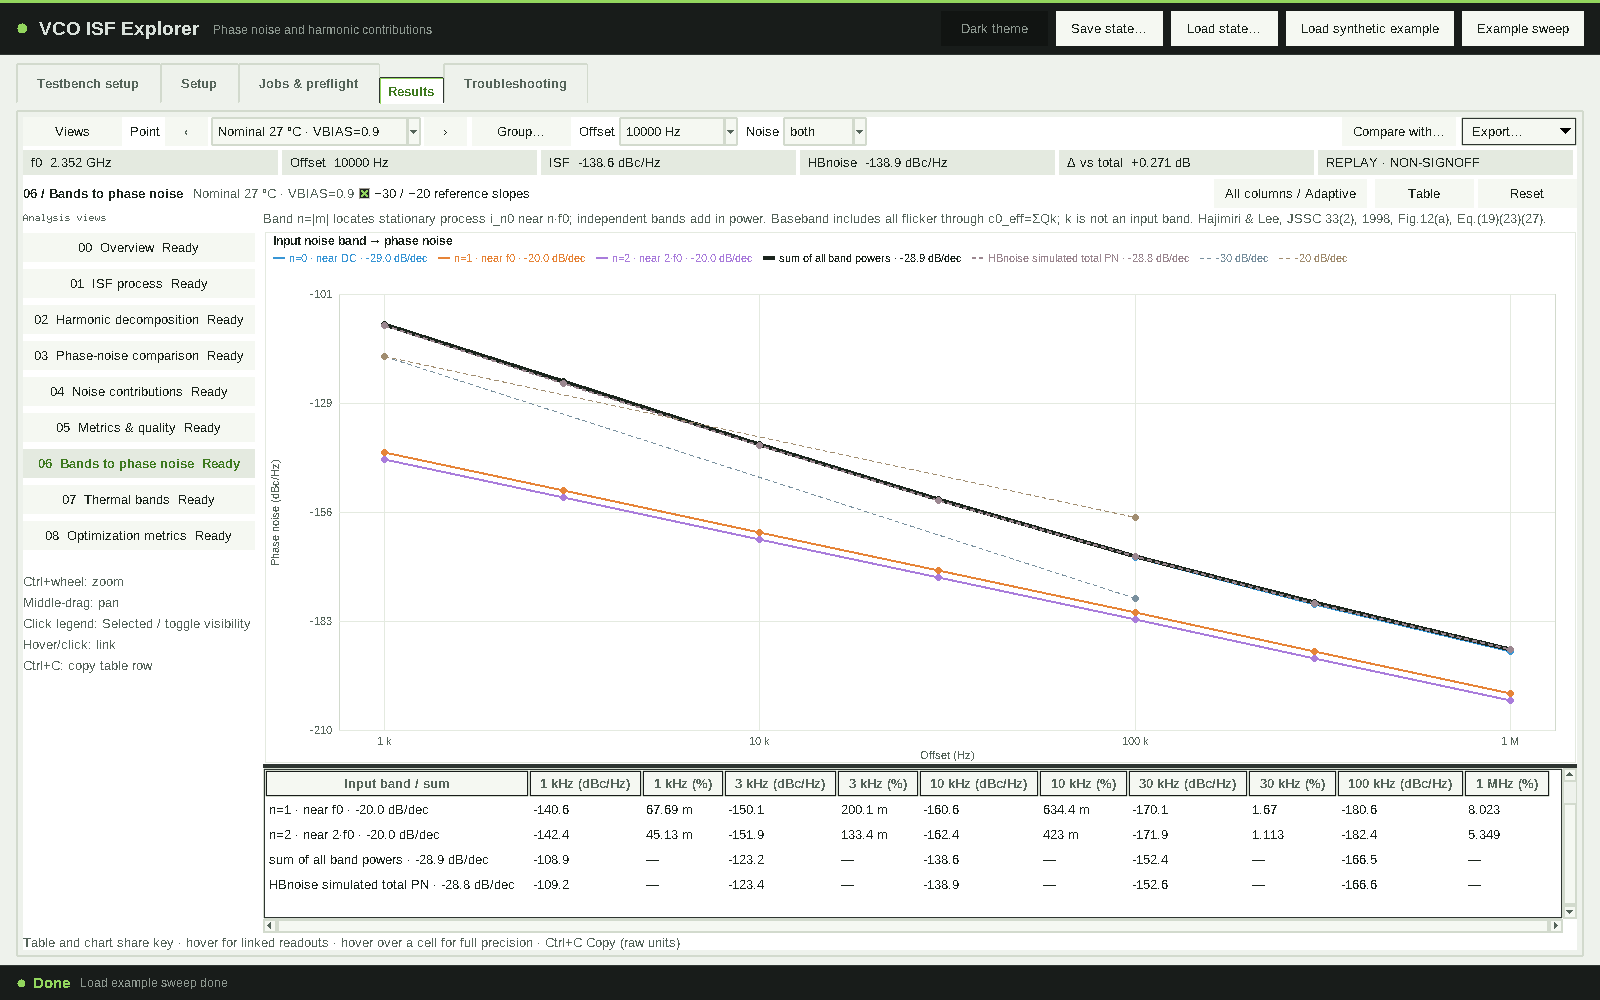 VCO ISF Explorer Phase noise and harmonic contributions Dark theme Save state... Load state... Load synthetic example Example sweep
Testbench setup Setup Jobs & preflight Results Troubleshooting
Views Point ‹ Nominal 27 °C · VBIAS=0.9 › Group... Offset 10000 Hz Noise both Compare with... Export...
f0 2.352 GHz Offset 10000 Hz ISF -138.6 dBc/Hz HBnoise -138.9 dBc/Hz Δ vs total +0.271 dB REPLAY · NON-SIGNOFF
06 / Bands to phase noise Nominal 27 °C · VBIAS=0.9 −30 / −20 reference slopes All columns / Adaptive Table Reset
Analysis views
Band n=|m| locates stationary process i_n0 near n·f0; independent bands add in power. Baseband includes all flicker through c0_eff=ΣQk; k is not an input band. Hajimiri & Lee, JSSC 33(2), 1998, Fig.12(a), Eq.(19)(23)(27).
00 Overview Ready
01 ISF process Ready
02 Harmonic decomposition Ready
03 Phase-noise comparison Ready
04 Noise contributions Ready
05 Metrics & quality Ready
06 Bands to phase noise Ready
07 Thermal bands Ready
08 Optimization metrics Ready
Ctrl+wheel: zoom
Middle-drag: pan
Click legend: Selected / toggle visibility
Hover/click: link
Ctrl+C: copy table row
Input noise band → phase noise
n=0 · near DC · -29.0 dB/dec n=1 · near f0 · -20.0 dB/dec n=2 · near 2·f0 · -20.0 dB/dec sum of all band powers · -28.9 dB/dec HBnoise simulated total PN · -28.8 dB/dec -30 dB/dec -20 dB/dec
-101
-129
-156
-183
-210
Phase noise (dBc/Hz)
1 k 10 k 100 k 1 M
Offset (Hz)
Input band / sum 1 kHz (dBc/Hz) 1 kHz (%) 3 kHz (dBc/Hz) 3 kHz (%) 10 kHz (dBc/Hz) 10 kHz (%) 30 kHz (dBc/Hz) 30 kHz (%) 100 kHz (dBc/Hz) 1 MHz (%)
n=1 · near f0 · -20.0 dB/dec -140.6 67.69 m -150.1 200.1 m -160.6 634.4 m -170.1 1.67 -180.6 8.023
n=2 · near 2·f0 · -20.0 dB/dec -142.4 45.13 m -151.9 133.4 m -162.4 423 m -171.9 1.113 -182.4 5.349
sum of all band powers · -28.9 dB/dec -108.9 — -123.2 — -138.6 — -152.4 — -166.5 —
HBnoise simulated total PN · -28.8 dB/dec -109.2 — -123.4 — -138.9 — -152.6 — -166.6 —
Table and chart share key · hover for linked readouts · hover over a cell for full precision · Ctrl+C Copy (raw units)
Done Load example sweep done